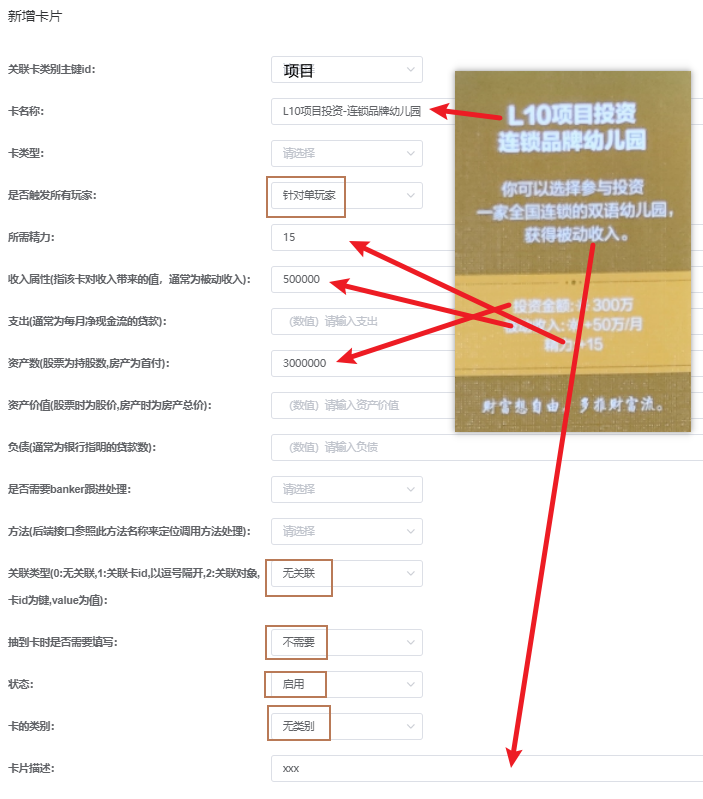 新增卡片
关联卡类别主键id:
项目
卡名称:
L10项目投资-连锁品牌幼儿园
卡类型:
请选择
是否触发所有玩家:
针对单玩家
所需精力:
15
收入属性(指该卡对收入带来的值，通常为被动收入):
500000
支出(通常为每月净现金流的贷款):
(数值) 请输入支出
资产数(股票为持股数,房产为首付):
3000000
资产价值(股票时为股价,房产时为房产总价):
(数值) 请输入资产价值
负债(通常为银行指明的贷款数):
(数值) 请输入负债
是否需要banker跟进处理:
请选择
方法(后端接口参照此方法名称来定位调用方法处理):
请选择
关联类型(0:无关联,1:关联卡id,以逗号隔开,2:关联对象,
卡id为键,value为值):
无关联
抽到卡时是否需要填写:
不需要
状态:
启用
卡的类别:
无类别
卡片描述:
xxx
L10项目投资
连锁品牌幼儿园
你可以选择参与投资
一家全国连锁的双语幼儿园，
获得被动收入。
投资金额: 300万
收入: +50万/月
精力 +15
财富想自由，多推财富流。